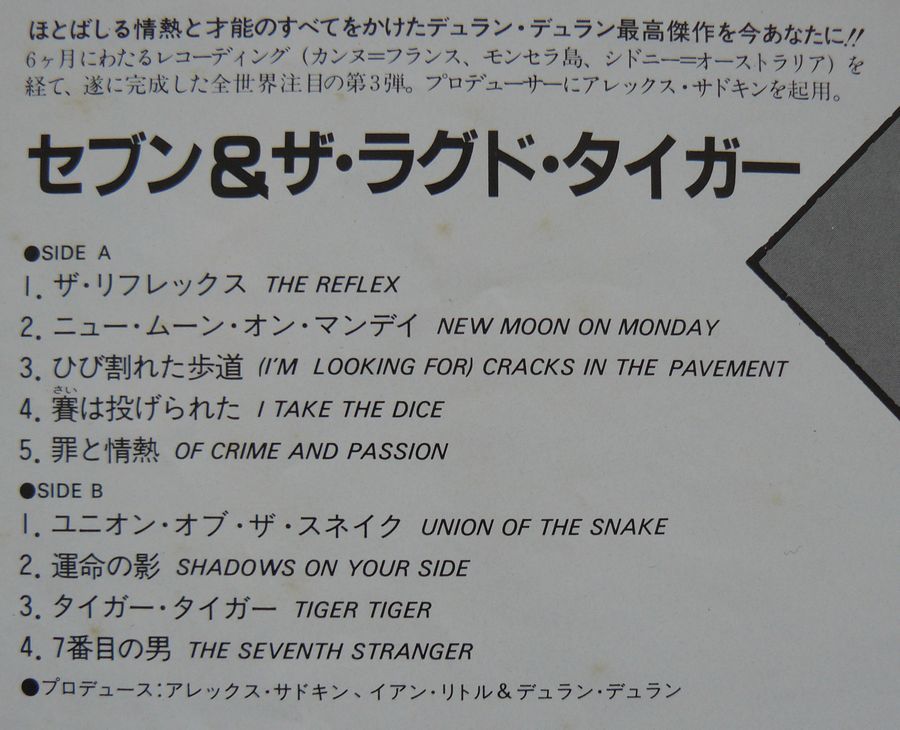 ほとばしる情熱と才能のすべてをかけたデュラン・デュラン最高傑作を今あなたに!!
6ヶ月にわたるレコーディング（カンヌ=フランス、モンセラ島、シドニー=オーストラリア）を
経て、遂に完成した全世界注目の第3弾。プロデューサーにアレックス・サドキンを起用。
セブン&ザ・ラグド・タイガー
●SIDE A
1. ザ・リフレックス THE REFLEX
2. ニュー・ムーン・オン・マンデイ NEW MOON ON MONDAY
3. ひび割れた歩道 (I'M LOOKING FOR) CRACKS IN THE PAVEMENT
さい
4. 賽は投げられた I TAKE THE DICE
5. 罪と情熱 OF CRIME AND PASSION
●SIDE B
1. ユニオン・オブ・ザ・スネイク UNION OF THE SNAKE
2. 運命の影 SHADOWS ON YOUR SIDE
3. タイガー・タイガー TIGER TIGER
4. 7番目の男 THE SEVENTH STRANGER
●プロデュース：アレックス・サドキン、イアン・リトル&デュラン・デュラン